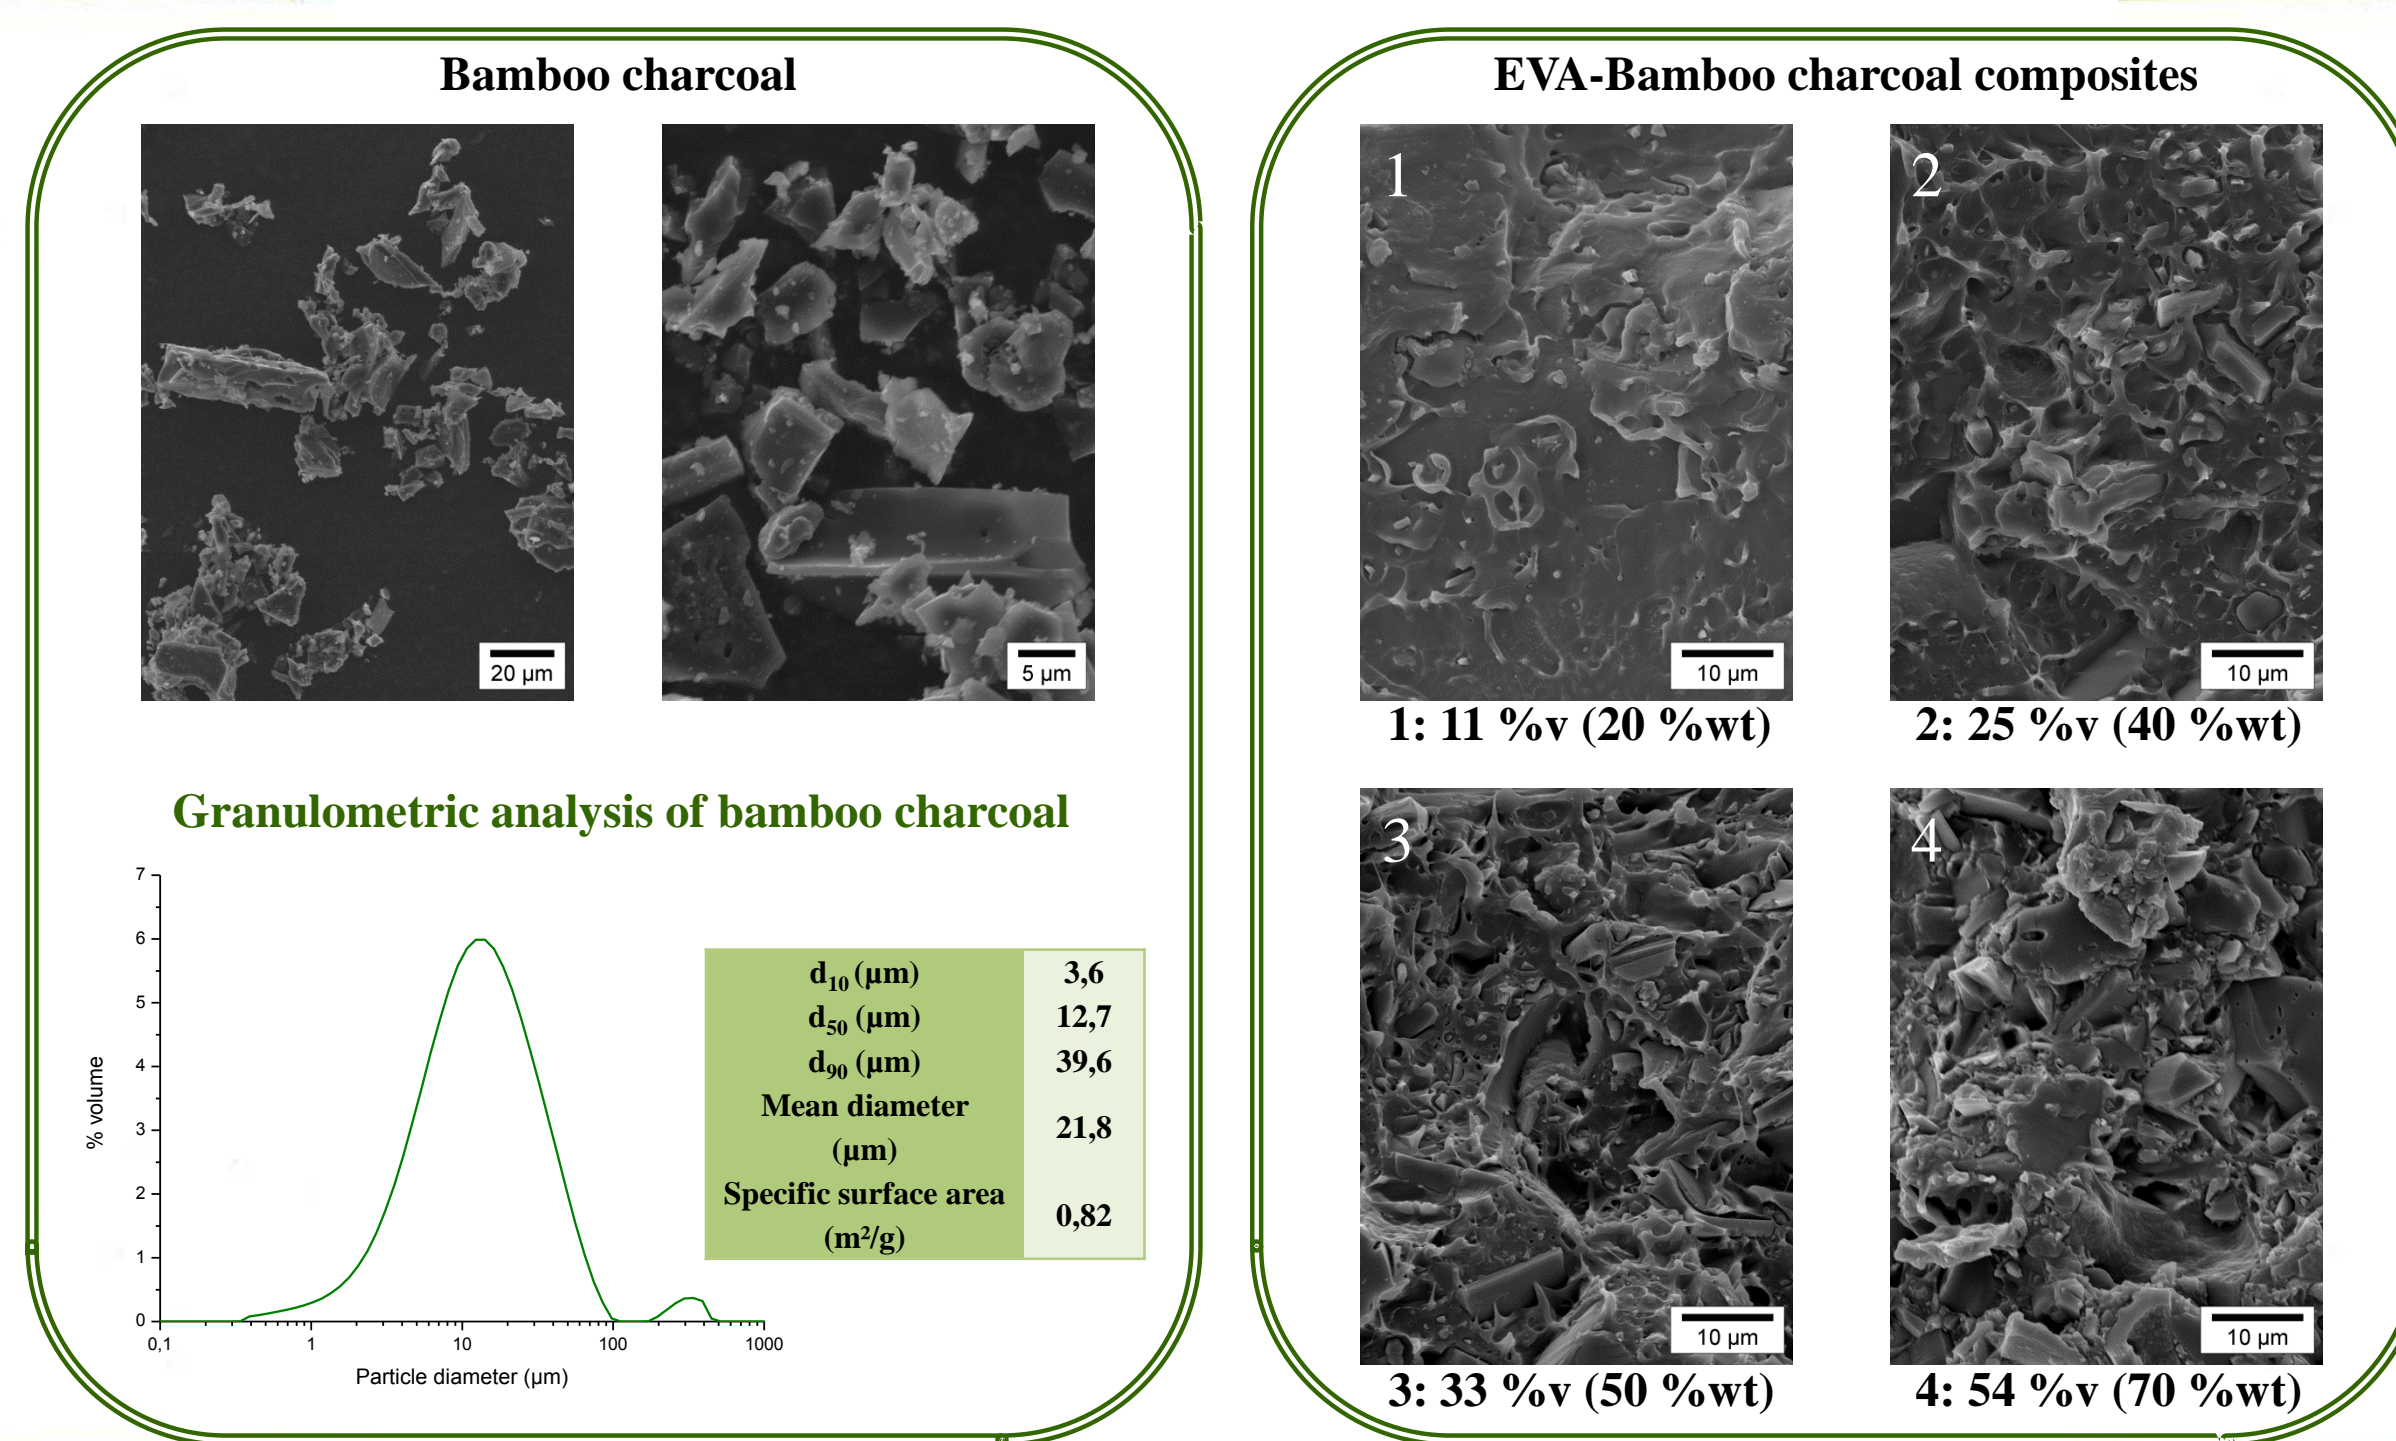 Bamboo charcoal
20 µm
5 µm
Granulometric analysis of bamboo charcoal
7
6
5
4
3
2
1
0
% volume
0,1
1
10
100
1000
Particle diameter (µm)
d10 (µm) 3,6
d50 (µm) 12,7
d90 (µm) 39,6
Mean diameter
(µm)
21,8
Specific surface area
(m²/g)
0,82
EVA-Bamboo charcoal composites
1
10 µm
2
10 µm
1: 11 %v (20 %wt)
2: 25 %v (40 %wt)
3
10 µm
4
10 µm
3: 33 %v (50 %wt)
4: 54 %v (70 %wt)